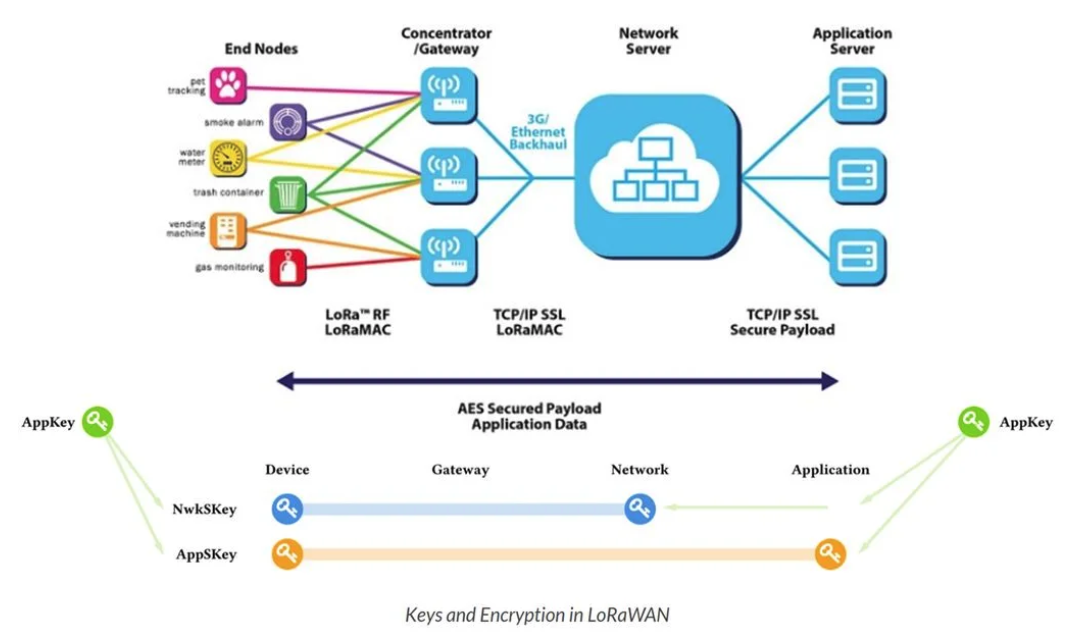 End Nodes
Concentrator
/Gateway
Network
Server
Application
Server
pet
tracking
smoke alarm
water
meter
trash container
vending
machine
gas monitoring
3G/
Ethernet
Backhaul
LoRa™ RF
LoRaMAC
TCP/IP SSL
LoRaMAC
TCP/IP SSL
Secure Payload
AES Secured Payload
Application Data
AppKey
AppKey
Device
Gateway
Network
Application
NwkSKey
AppSKey
Keys and Encryption in LoRaWAN